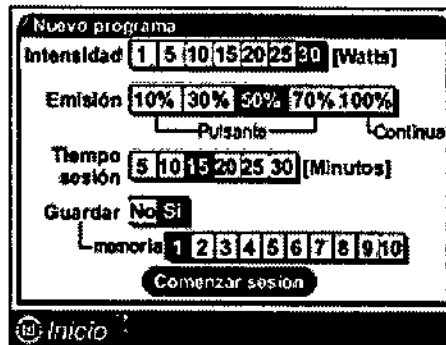 Nuevo programa
Intensidad 1 5 10 15 20 25 30 [Watts]
Emisión 10% 30% 50% 70% 100%
Pulsante Continua
Tiempo sesión 5 10 15 20 25 30 [Minutos]
Guardar No Si
memoria 1 2 3 4 5 6 7 8 9 10
Comenzar sesión
Inicio